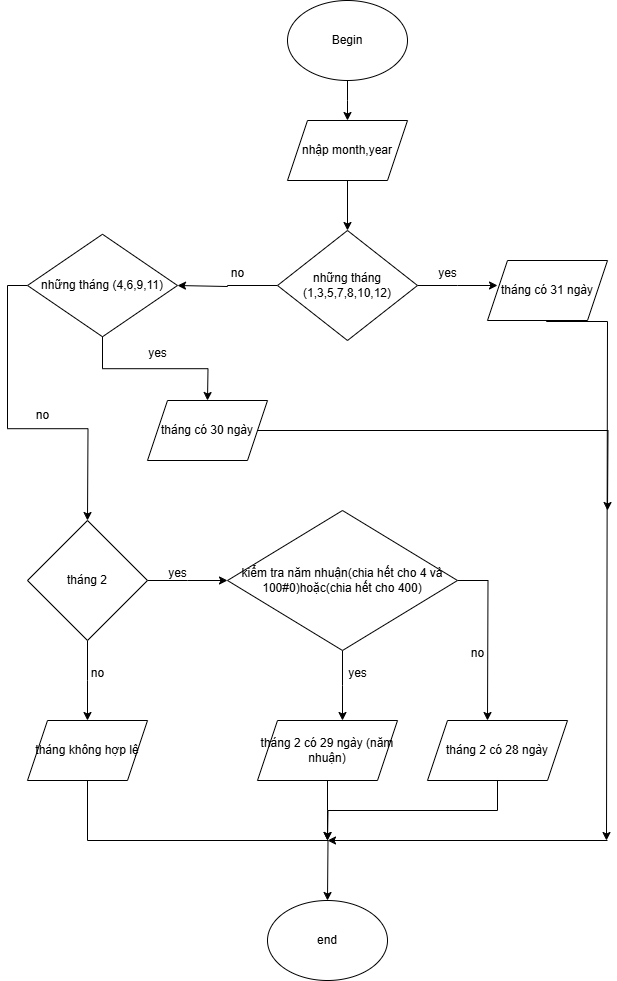 Begin
nhập month,year
những tháng
(1,3,5,7,8,10,12)
yes
tháng có 31 ngày
no
những tháng (4,6,9,11)
yes
tháng có 30 ngày
no
tháng 2
yes
kiểm tra năm nhuận(chia hết cho 4 và
100#0)hoặc(chia hết cho 400)
no
yes
no
tháng không hợp lệ
tháng 2 có 29 ngày (năm
nhuận)
tháng 2 có 28 ngày
end